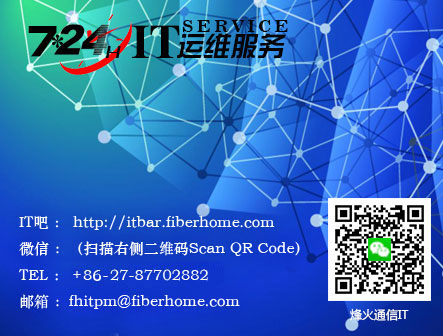 SERVICE
7*24H IT运维服务
IT吧： http://itbar.fiberhome.com
微信： (扫描右侧二维码Scan QR Code)
TEL： +86-27-87702882
邮箱：fhitpm@fiberhome.com
烽火通信IT